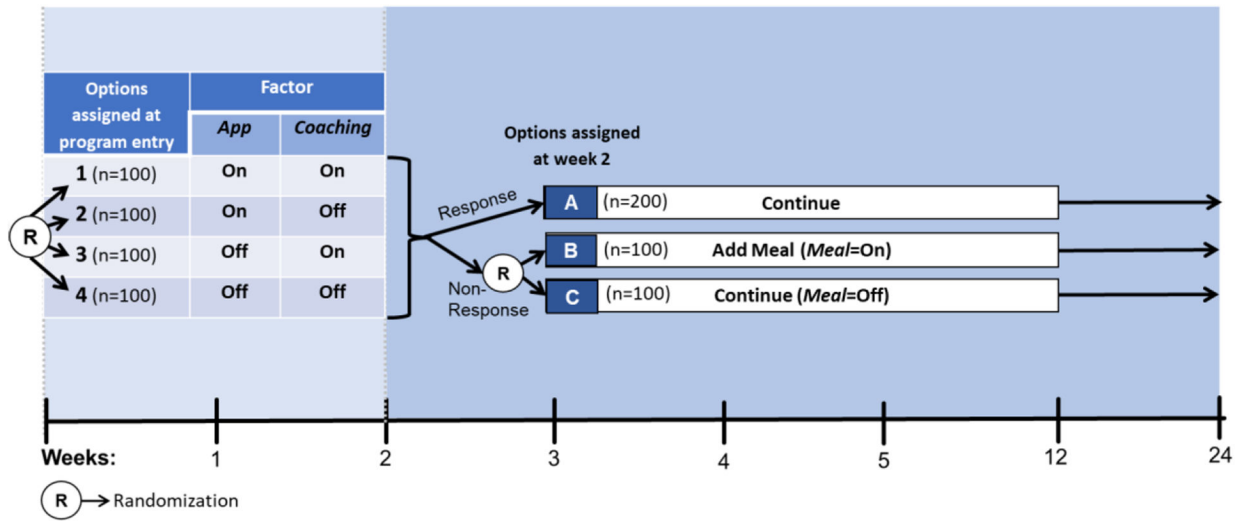 Options
assigned at
program entry
Factor
App
Coaching
1 (n=100)
On
On
2 (n=100)
On
Off
3 (n=100)
Off
On
4 (n=100)
Off
Off
R
Response
Non-
Response
R
Options assigned
at week 2
A
(n=200)
Continue
B
(n=100)
Add Meal (Meal=On)
C
(n=100)
Continue (Meal=Off)
Weeks:
1
2
3
4
5
12
24
R
Randomization